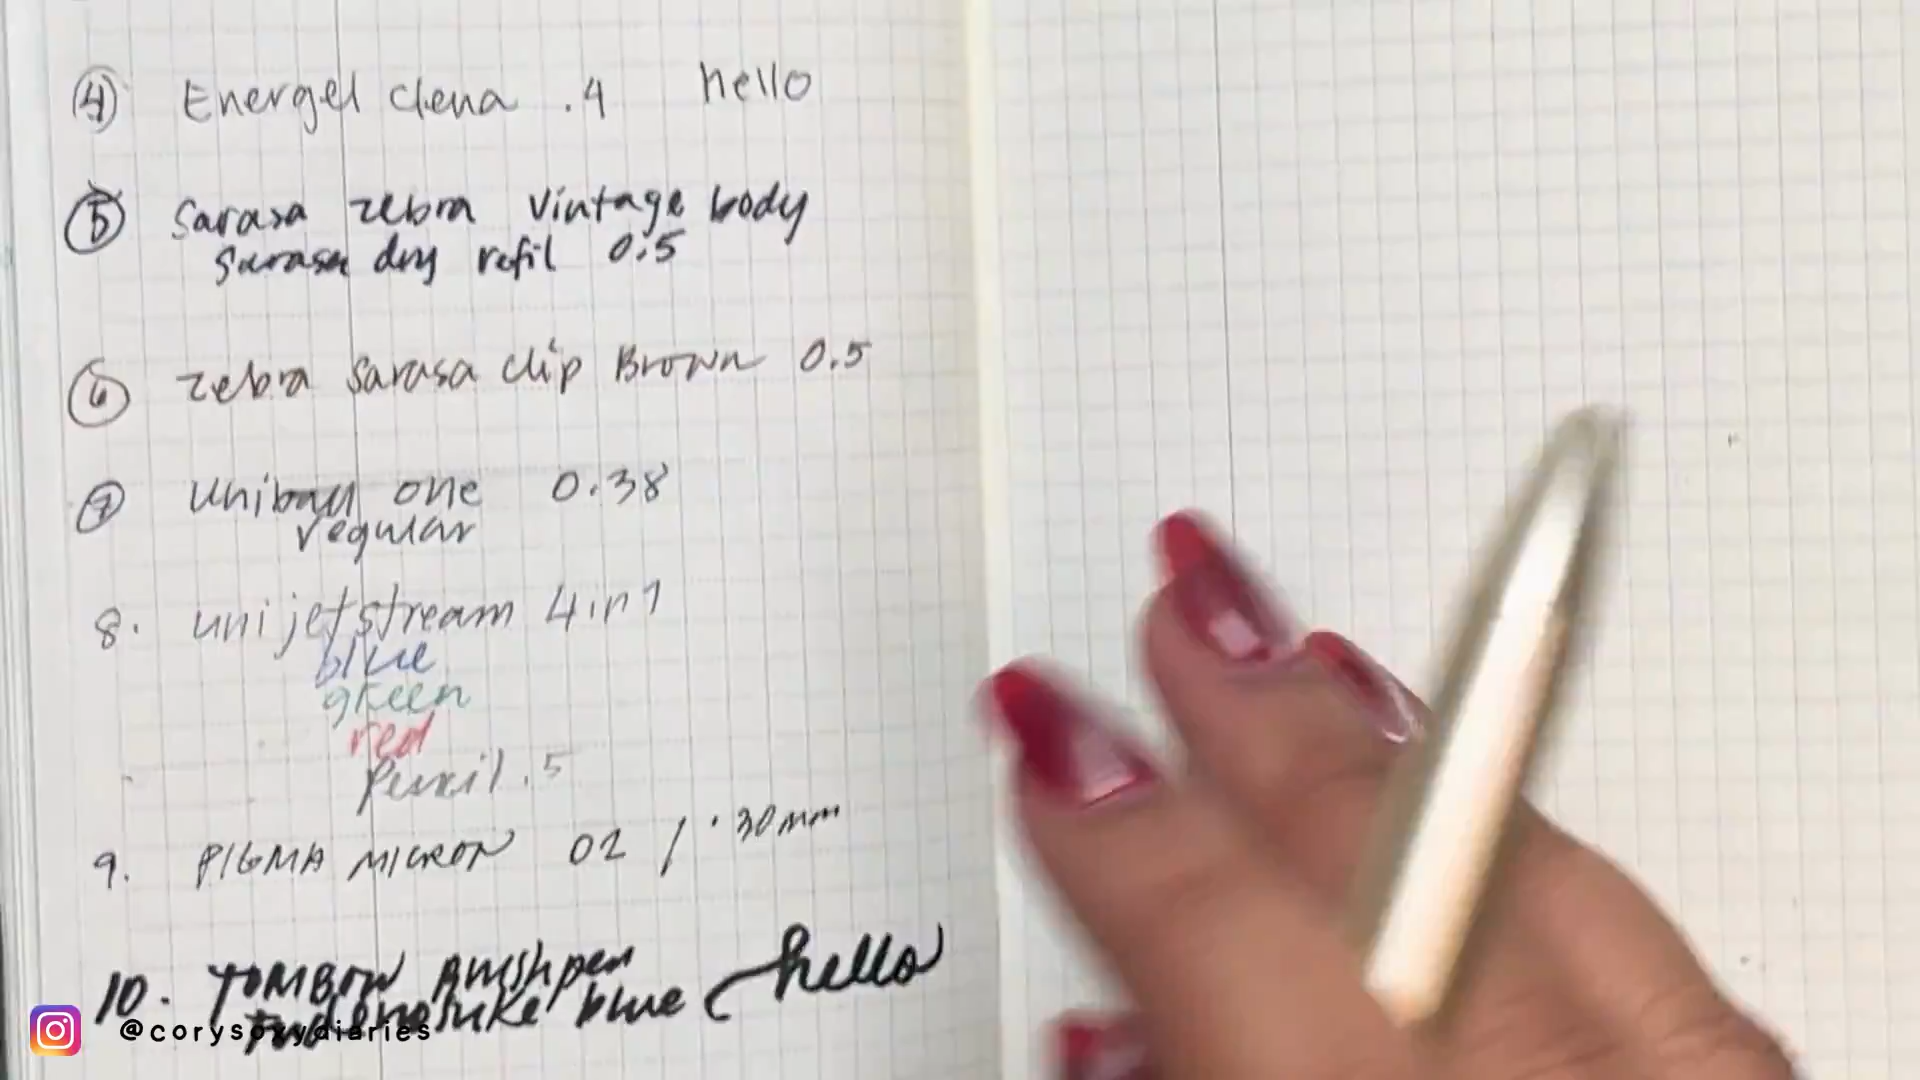 4 Energel Clena .4 hello
5 Sarasa zebra vintage body
Sarasa dry refil 0.5
6 zebra sarasa clip Brown 0.5
7 Uniball one 0.38
regular
8. uni jetstream 4in1
blue
green
red
Pencil .5
9. PIGMA MICRON 02 / .30mm
10. TOMBOW Brushpen
fudenosuke blue hello
@corysoxydiaries